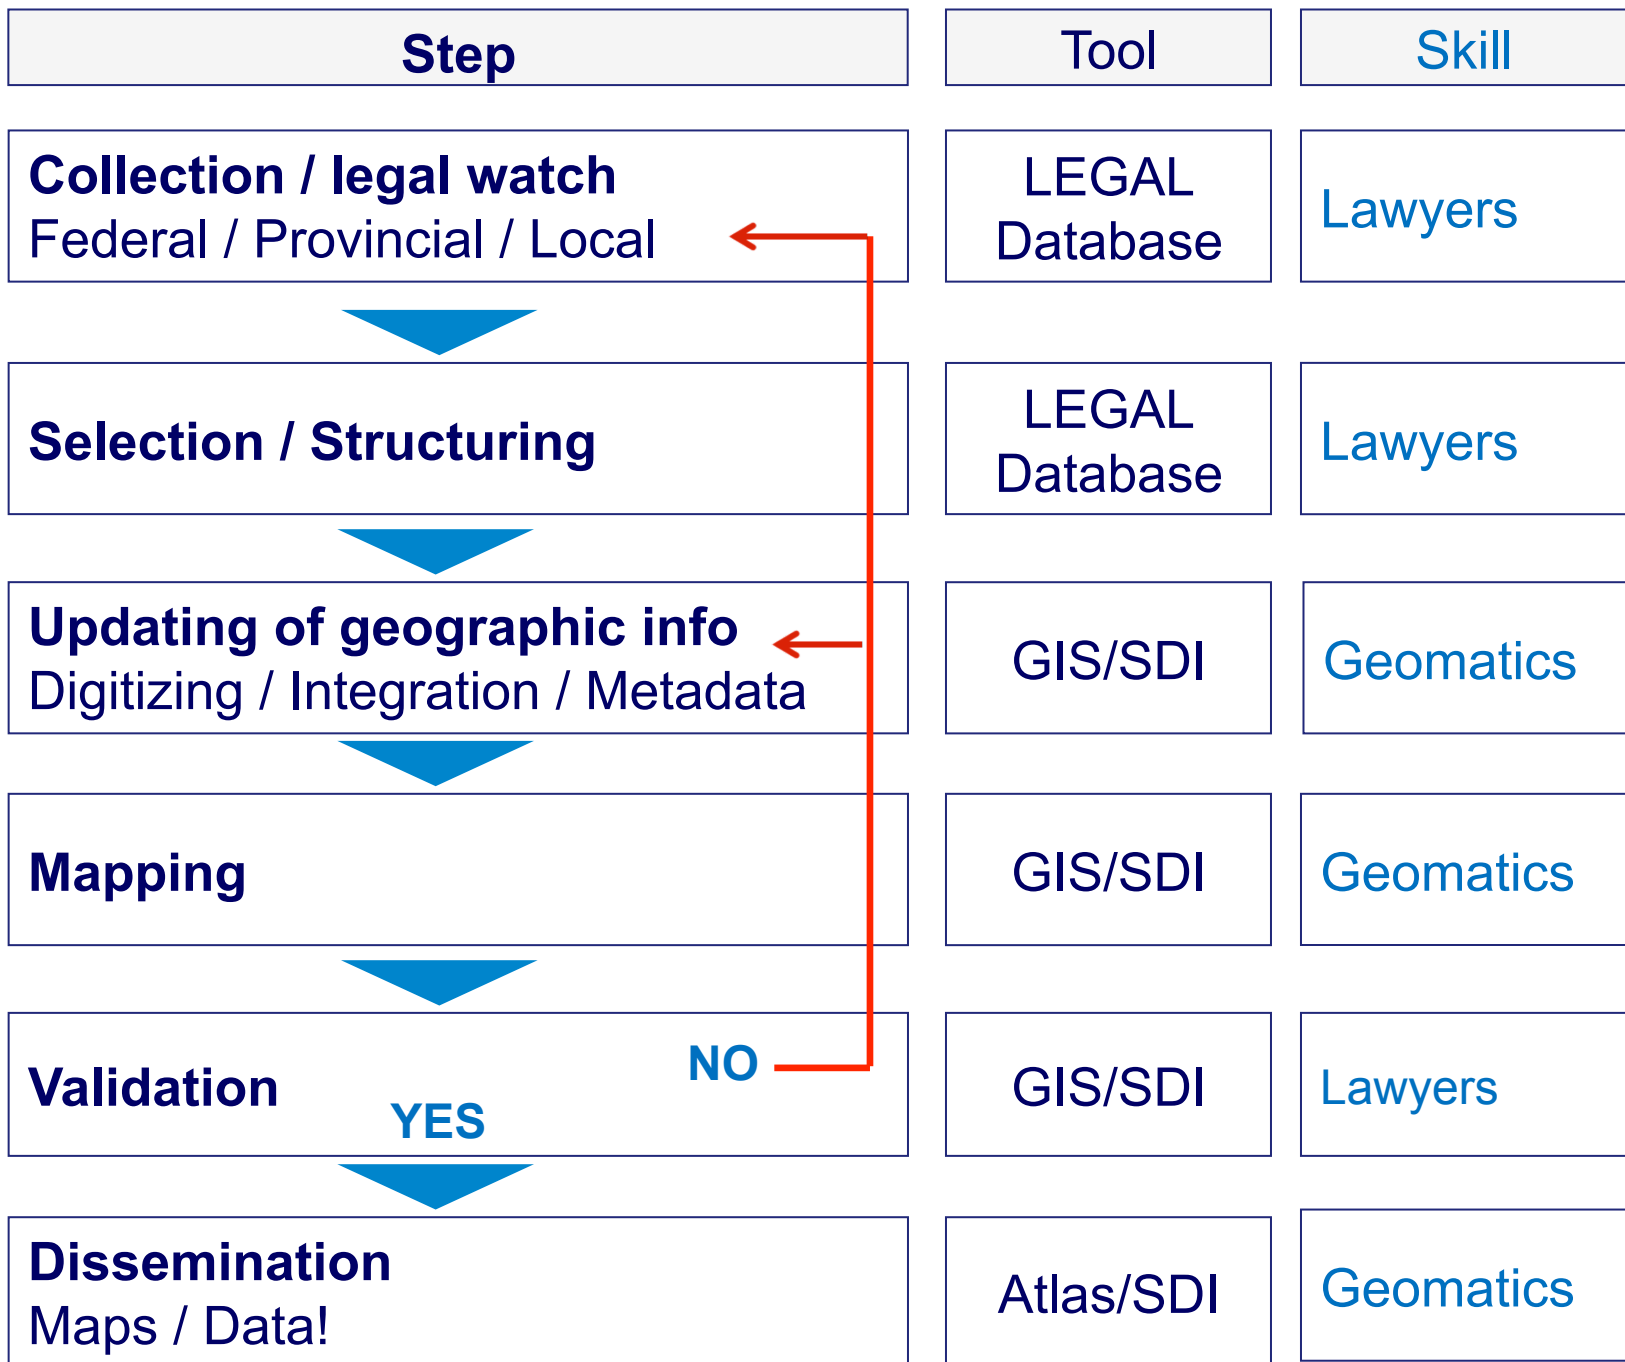 Step
Tool
Skill
Collection / legal watch
Federal / Provincial / Local
LEGAL
Database
Lawyers
Selection / Structuring
LEGAL
Database
Lawyers
Updating of geographic info
Digitizing / Integration / Metadata
GIS/SDI
Geomatics
Mapping
GIS/SDI
Geomatics
Validation
NO
YES
GIS/SDI
Lawyers
Dissemination
Maps / Data!
Atlas/SDI
Geomatics